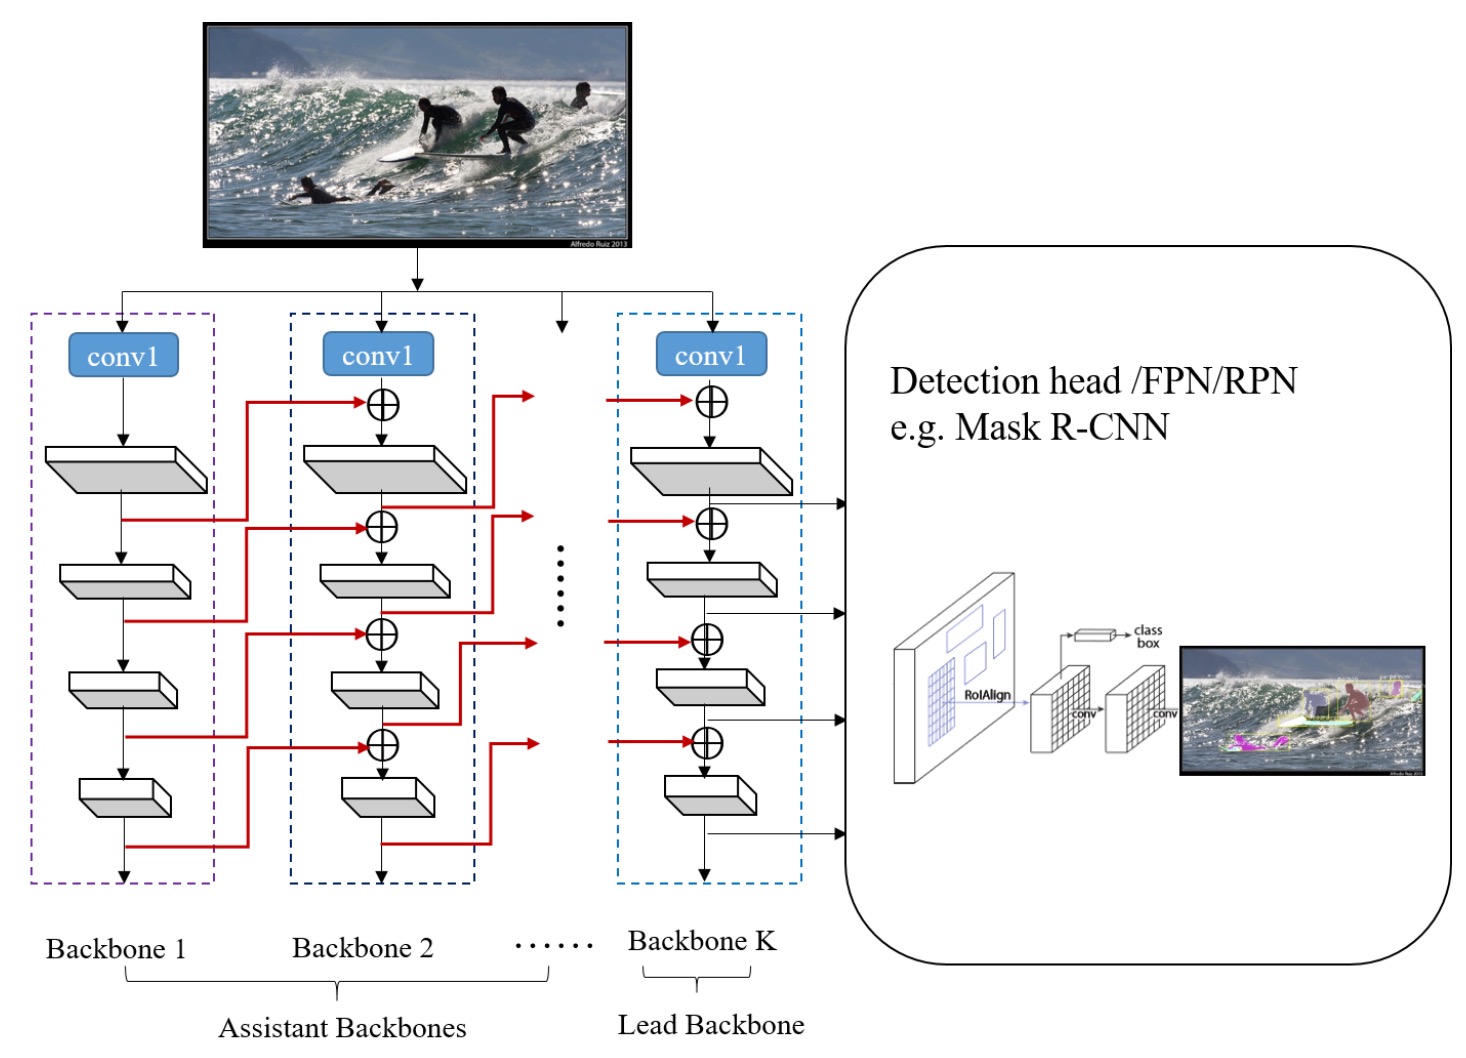 Alfredo Ruiz 2013
conv1
conv1
conv1
Detection head /FPN/RPN
e.g. Mask R-CNN
class
box
RoIAlign
conv
conv
Backbone 1
Backbone 2
......
Backbone K
Assistant Backbones
Lead Backbone